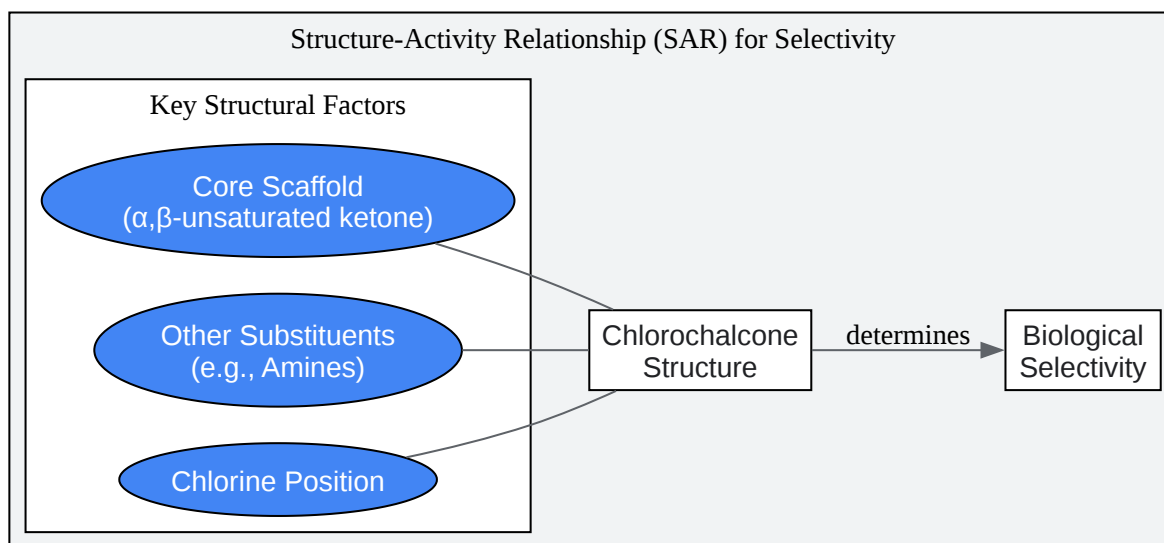 Structure-Activity Relationship (SAR) for Selectivity
Key Structural Factors
Core Scaffold
(α,β-unsaturated ketone)
Other Substituents
(e.g., Amines)
Chlorine Position
Chlorochalcone
Structure
determines
Biological
Selectivity